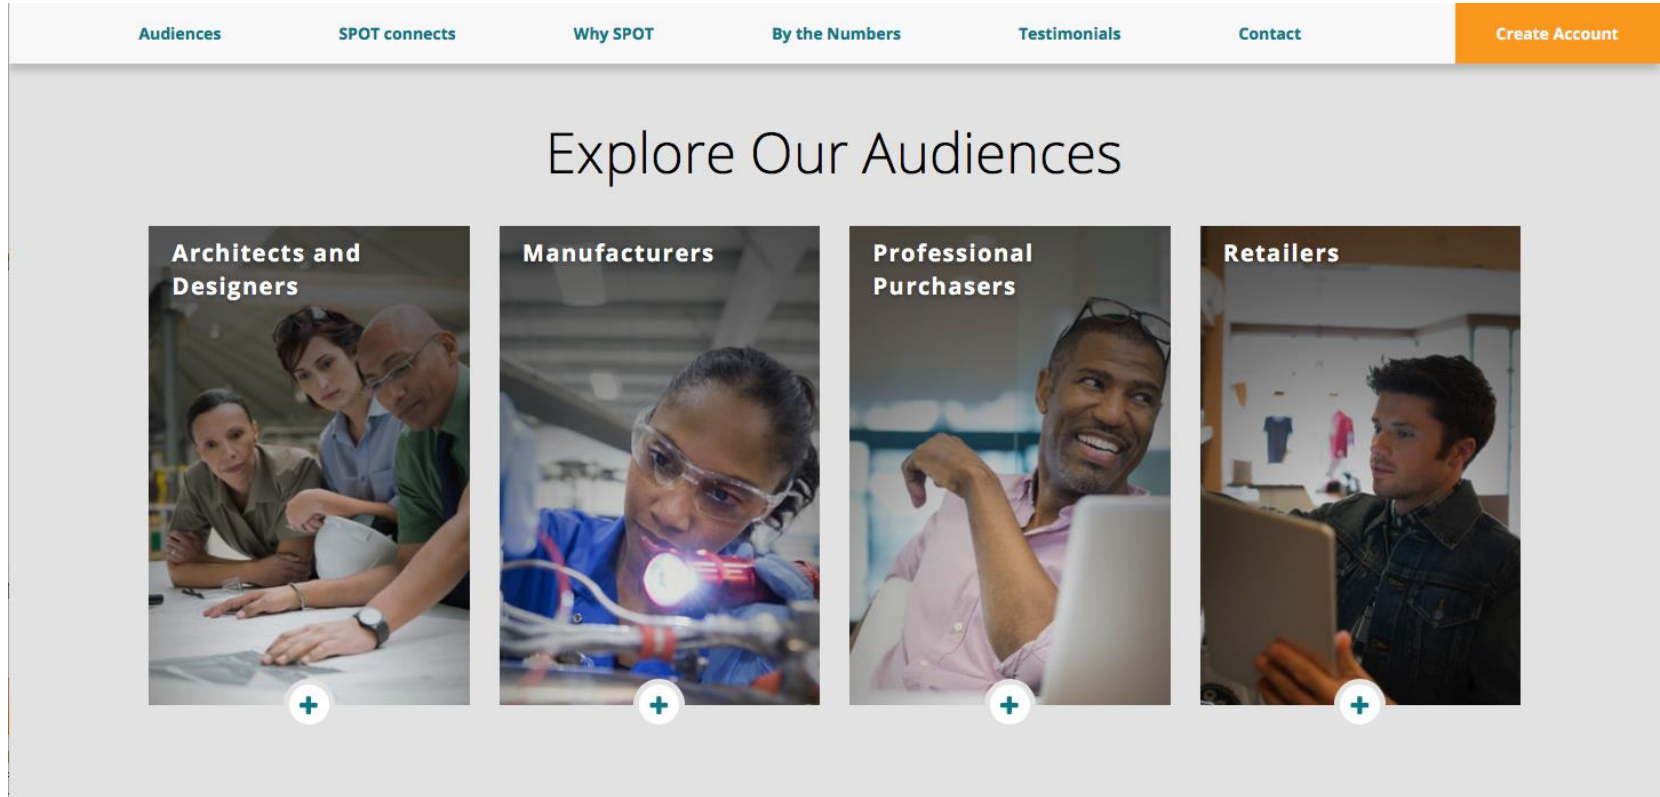 Audiences
SPOT connects
Why SPOT
By the Numbers
Testimonials
Contact
Create Account
Explore Our Audiences
Architects and
Designers
Manufacturers
Professional
Purchasers
Retailers